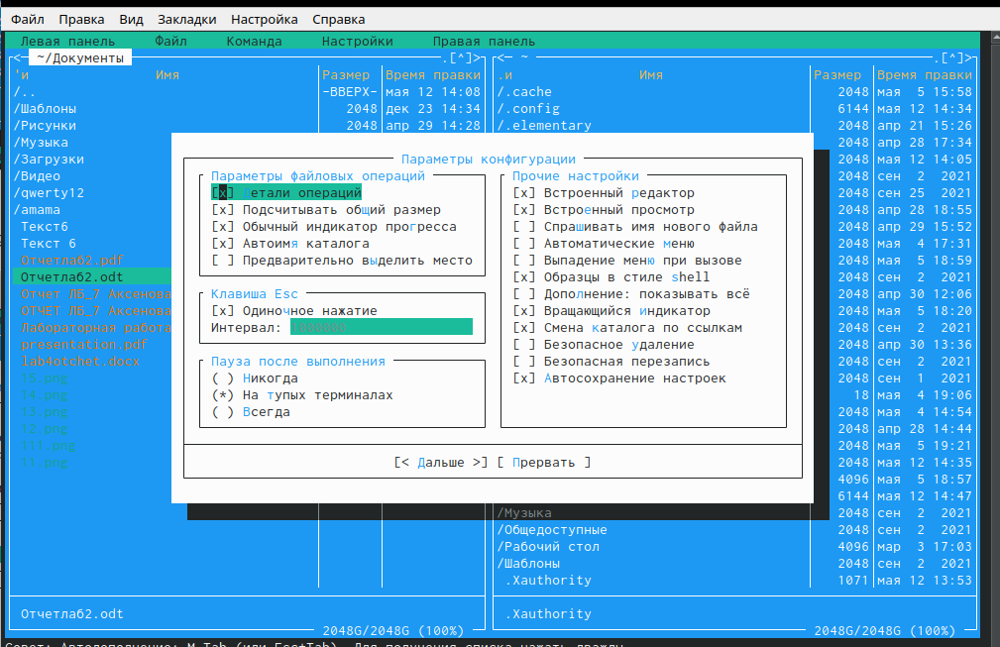 Файл Правка Вид Закладки Настройка Справка
Левая панель Файл Команда Настройки Правая панель
<─ ~/Документы .[^]>
<─ ~ .[^]>
'и Имя Размер Время правки
.и Имя Размер Время правки
/.. -ВВЕРХ- мая 12 14:08
/.cache 2048 мая 5 15:58
/Шаблоны 2048 дек 23 14:34
/.config 6144 мая 12 14:34
/Рисунки 2048 апр 29 14:28
/.elementary 2048 апр 21 15:26
/Музыка
2048 апр 28 17:34
/Загрузки
2048 мая 12 14:05
/Видео
2048 сен 2 2021
/qwerty12
2048 сен 25 2021
/amama
2048 апр 28 18:55
Текст6
2048 апр 29 15:52
Текст 6
2048 мая 4 17:31
Отчетлаб2.pdf
2048 мая 5 18:59
Отчетлаб2.odt
2048 сен 2 2021
Отчет ЛБ_7 Аксенова
2048 апр 30 12:06
ОТЧЕТ ЛБ_7 Аксенова
2048 мая 5 18:20
Лабораторная работа
2048 сен 2 2021
presentation.pdf
2048 апр 30 13:36
lab4otchet.docx
2048 сен 2 2021
15.png
2048 сен 1 2021
14.png
18 мая 4 19:06
13.png
2048 мая 4 14:54
12.png
2048 апр 28 14:44
111.png
2048 мая 5 19:21
11.png
2048 мая 12 14:35
4096 мая 5 18:57
6144 мая 12 14:47
/Музыка 2048 сен 2 2021
/Общедоступные 2048 сен 2 2021
/Рабочий стол 4096 мар 3 17:03
/Шаблоны 2048 сен 2 2021
.Xauthority 1071 мая 12 13:53
Параметры конфигурации
Параметры файловых операций
[x] Детали операций
[x] Подсчитывать общий размер
[x] Обычный индикатор прогресса
[x] Автоимя каталога
[ ] Предварительно выделить место
Клавиша Esc
[x] Одиночное нажатие
Интервал: 1000000
Пауза после выполнения
( ) Никогда
(*) На тупых терминалах
( ) Всегда
Прочие настройки
[x] Встроенный редактор
[x] Встроенный просмотр
[ ] Спрашивать имя нового файла
[ ] Автоматические меню
[ ] Выпадение меню при вызове
[x] Образцы в стиле shell
[ ] Дополнение: показывать всё
[x] Вращающийся индикатор
[x] Смена каталога по ссылкам
[ ] Безопасное удаление
[ ] Безопасная перезапись
[x] Автосохранение настроек
[< Дальше >] [ Прервать ]
Отчетлаб2.odt
.Xauthority
2048G/2048G (100%)
2048G/2048G (100%)
Совет: Автодополнение: M-Tab (или Esc+Tab). Для получения списка нажать дважды.